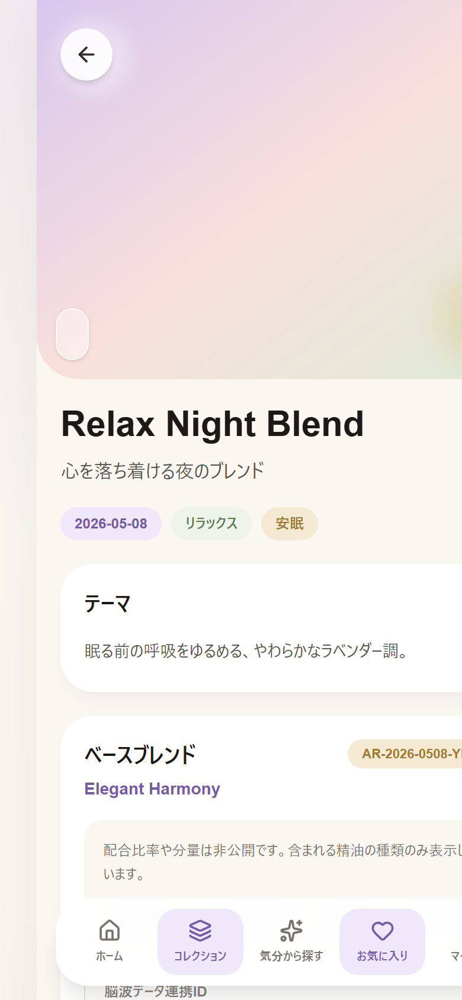 Relax Night Blend
心を落ち着ける夜のブレンド
2026-05-08
リラックス
安眠
テーマ
眠る前の呼吸をゆるめる、やわらかなラベンダー調。
ベースブレンド
AR-2026-0508-Y
Elegant Harmony
配合比率や分量は非公開です。含まれる精油の種類のみ表示し
います。
ホーム
コレクション
気分から探す
お気に入り
マイ
脳波データ連携ID